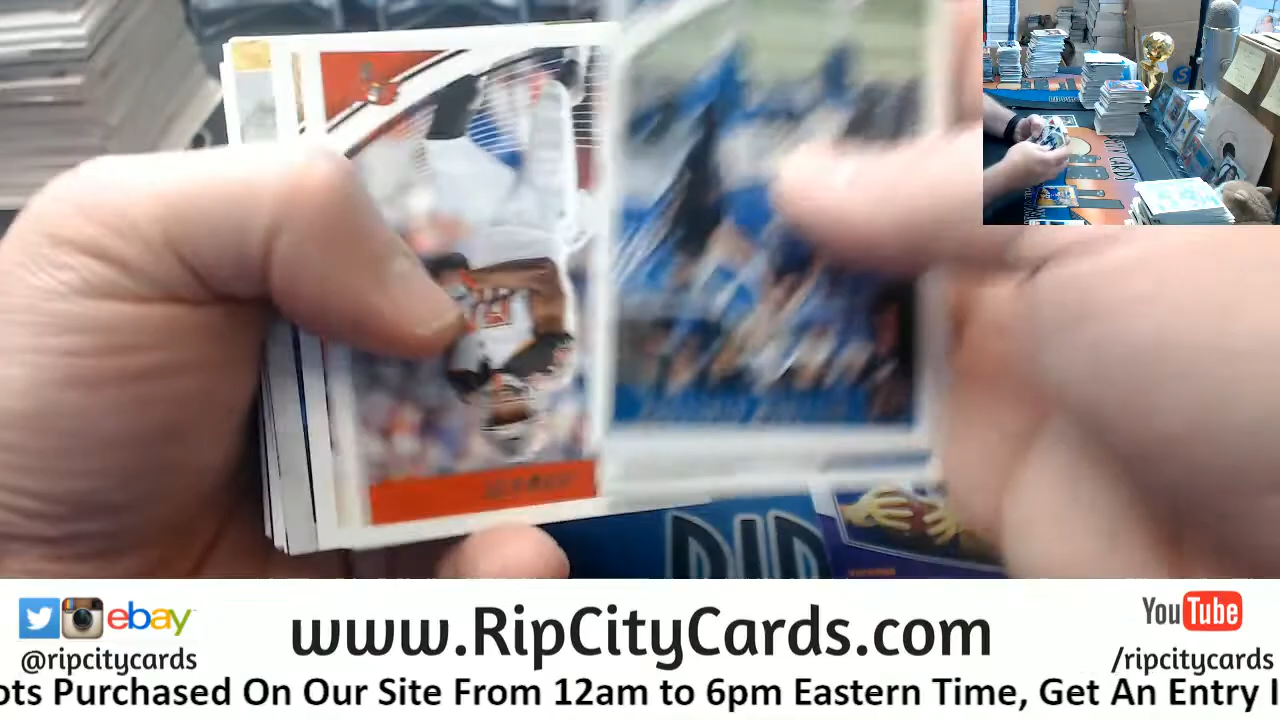 RIP
ebay
www.RipCityCards.com
You Tube
@ripcitycards
/ripcitycards
ots Purchased On Our Site From 12am to 6pm Eastern Time, Get An Entry I